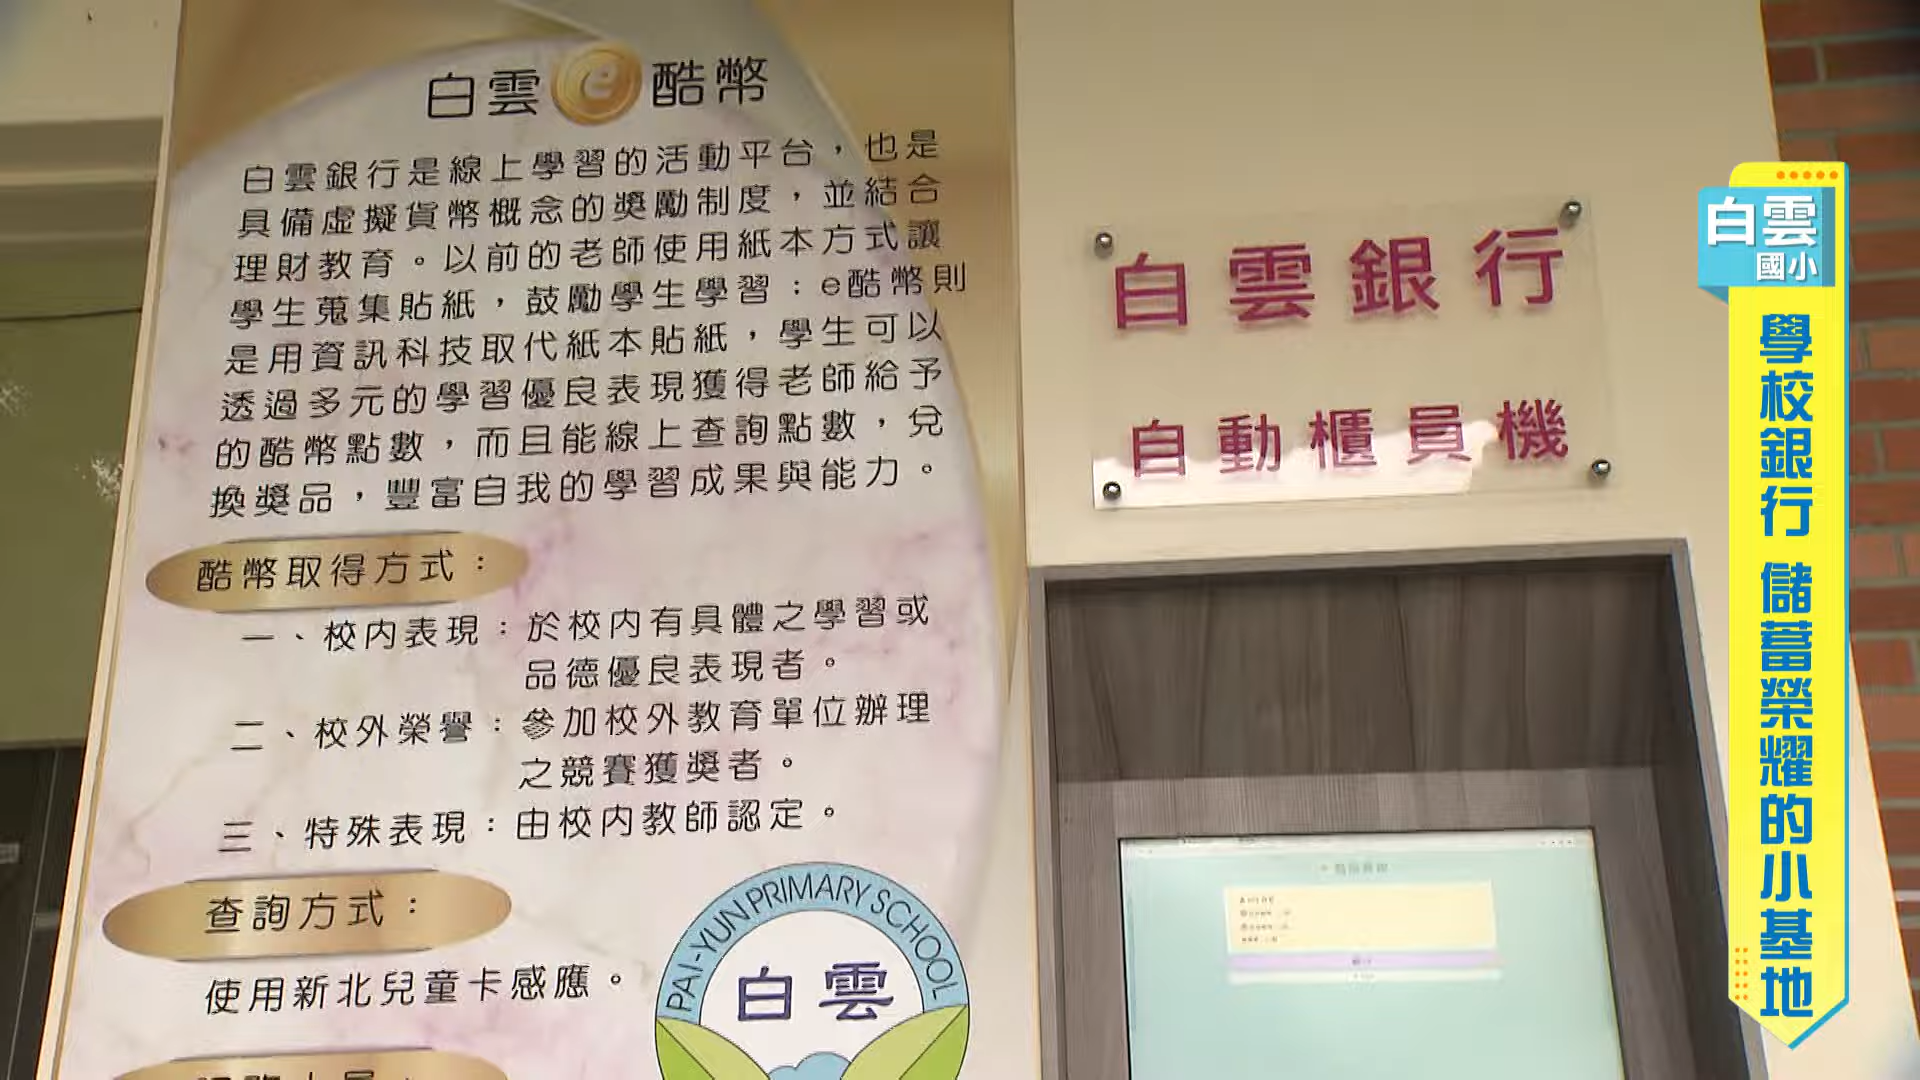 白雲e酷幣
白雲銀行是線上學習的活動平台，也是
具備虛擬貨幣概念的獎勵制度，並結合
理財教育。以前的老師使用紙本方式讓
學生蒐集貼紙，鼓勵學生學習：e酷幣則
是用資訊科技取代紙本貼紙，學生可以
透過多元的學習優良表現獲得老師給予
的酷幣點數，而且能線上查詢點數，兌
換獎品，豐富自我的學習成果與能力。
酷幣取得方式：
一、校內表現：於校內有具體之學習或
品德優良表現者。
二、校外榮譽：參加校外教育單位辦理
之競賽獲獎者。
三、特殊表現：由校內教師認定。
查詢方式：
使用新北兒童卡感應。
PAI-YUN PRIMARY SCHOOL
白雲
白雲銀行
自動櫃員機
白雲
國小
學校銀行 儲蓄榮耀的小基地